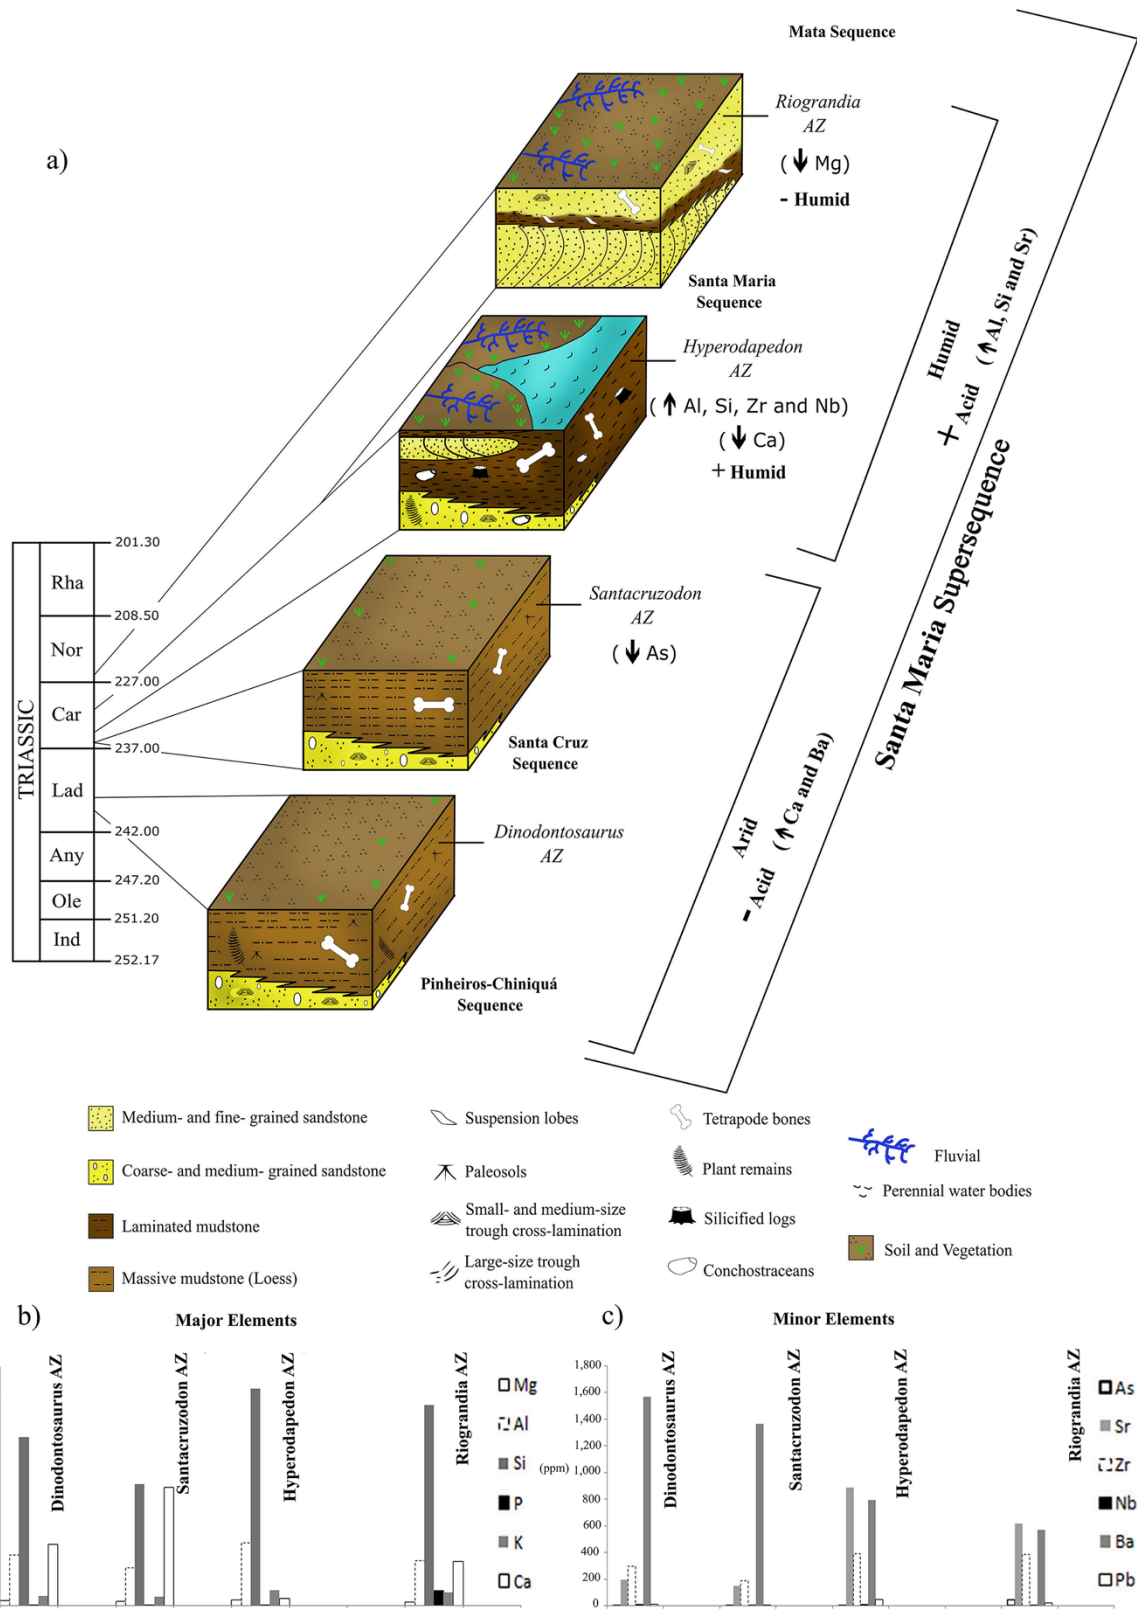 a)
Mata Sequence
Riograndia
AZ
(↓ Mg)
- Humid
Santa Maria
Sequence
Hyperodapedon
AZ
(↑ Al, Si, Zr and Nb)
(↓ Ca)
+ Humid
Santacruzodon
AZ
(↓ As)
Santa Cruz
Sequence
Dinodontosaurus
AZ
Pinheiros-Chiniquá
Sequence
Humid
+ Acid (↑Al, Si and Sr)
Arid
- Acid (↑Ca and Ba)
Santa Maria Supersequence
TRIASSIC
201.30
Rha
208.50
Nor
227.00
Car
237.00
Lad
242.00
Any
247.20
Ole
251.20
Ind
252.17
Medium- and fine- grained sandstone
Coarse- and medium- grained sandstone
Laminated mudstone
Massive mudstone (Loess)
Suspension lobes
Paleosols
Small- and medium-size
trough cross-lamination
Large-size trough
cross-lamination
Tetrapode bones
Plant remains
Silicified logs
Conchostraceans
Fluvial
Perennial water bodies
Soil and Vegetation
b)
Major Elements
Dinodontosaurus AZ
Santacruzodon AZ
Hyperodapedon AZ
Riograndia AZ
Mg
Al
Si
P
K
Ca
c)
Minor Elements
1,800
1,600
1,400
1,200
(ppm)
1,000
800
600
400
200
0
Dinodontosaurus AZ
Santacruzodon AZ
Hyperodapedon AZ
Riograndia AZ
As
Sr
Zr
Nb
Ba
Pb